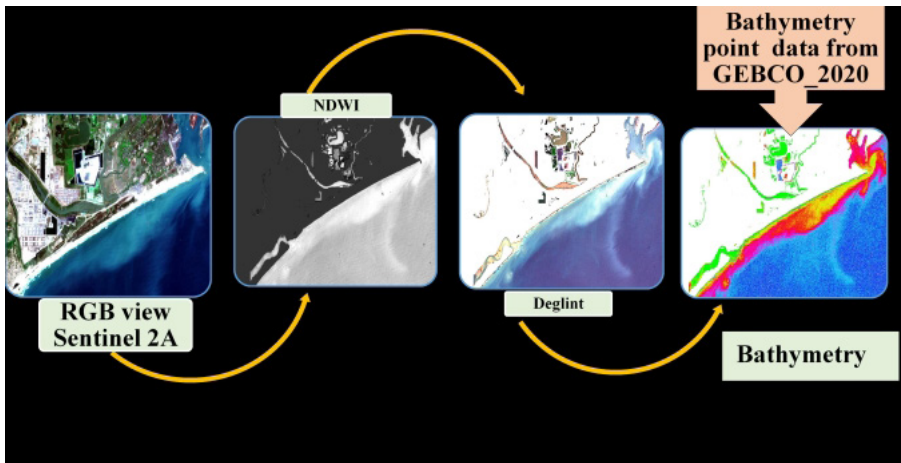 Bathymetry
point data from
GEBCO_2020
NDWI
RGB view
Sentinel 2A
Deglint
Bathymetry